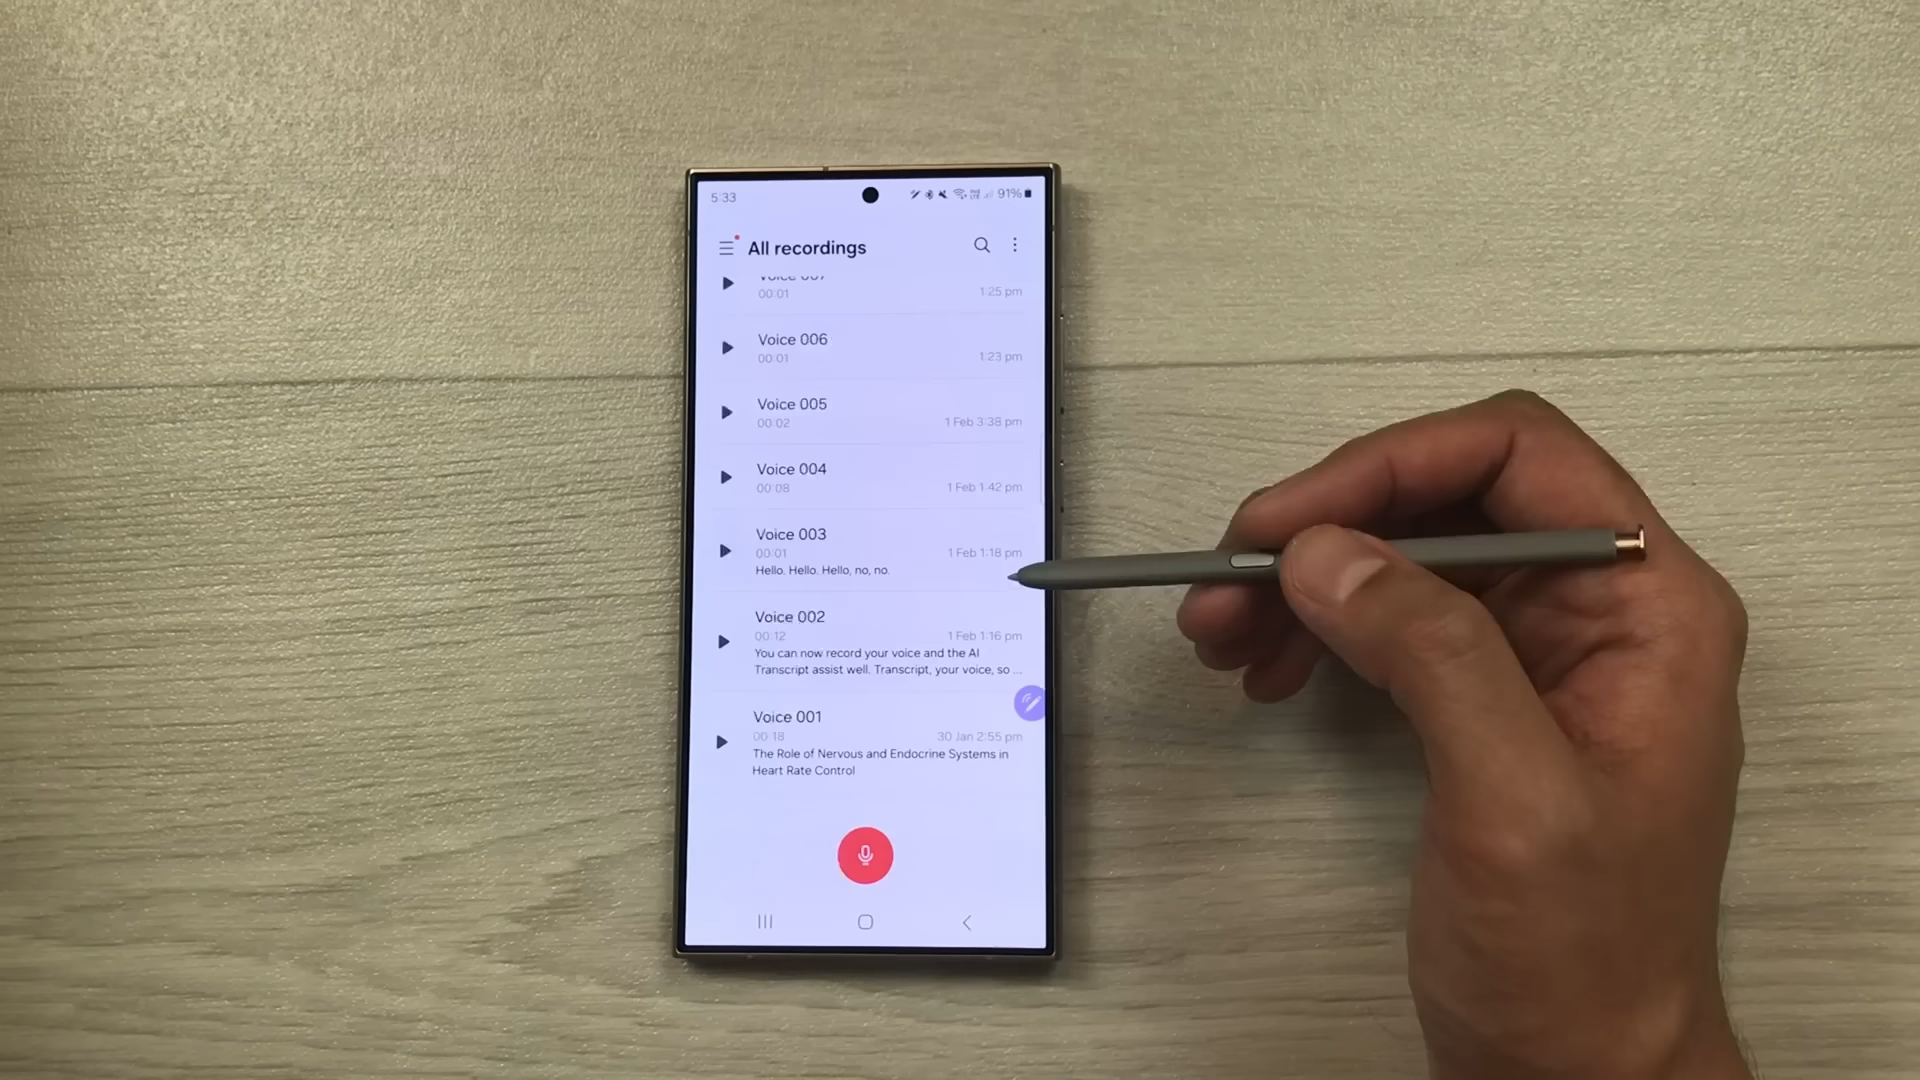 5:33
91%
All recordings
Voice 007
00:01
1:25 pm
Voice 006
00:01
1:23 pm
Voice 005
00:02
1 Feb 3:38 pm
Voice 004
00:08
1 Feb 1:42 pm
Voice 003
00:01
1 Feb 1:18 pm
Hello. Hello. Hello, no, no.
Voice 002
00:12
1 Feb 1:16 pm
You can now record your voice and the AI
Transcript assist well. Transcript, your voice, so ...
Voice 001
00:18
30 Jan 2:55 pm
The Role of Nervous and Endocrine Systems in
Heart Rate Control